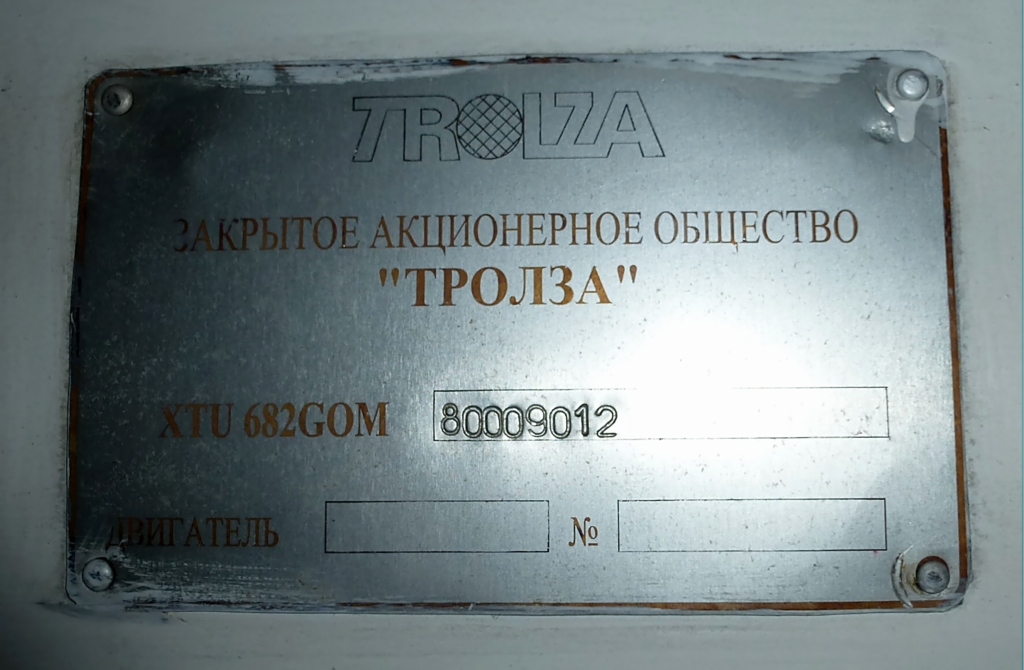 TROLZA
ЗАКРЫТОЕ АКЦИОНЕРНОЕ ОБЩЕСТВО
"ТРОЛЗА"
XTU 682GOM 80009012
ДВИГАТЕЛЬ №